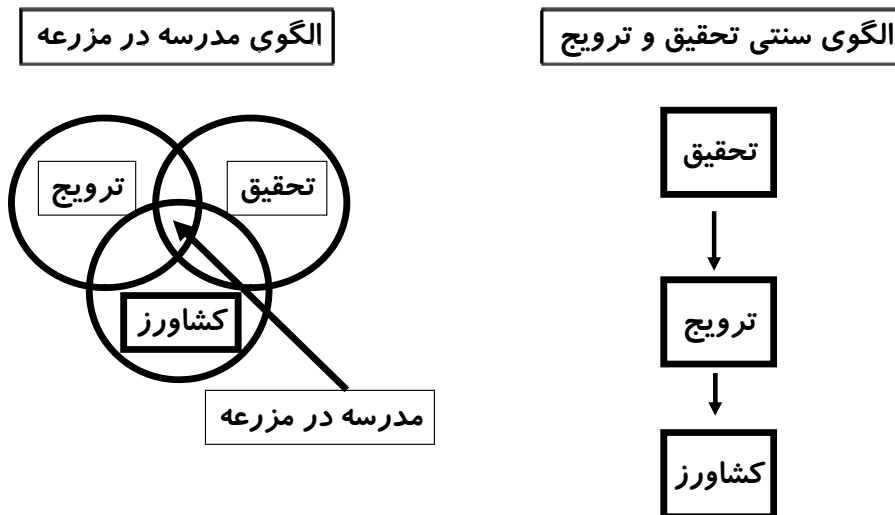 الگوی سنتی تحقیق و ترویج
تحقیق
ترویج
کشاورز
الگوی مدرسه در مزرعه
تحقیق
ترویج
کشاورز
مدرسه در مزرعه